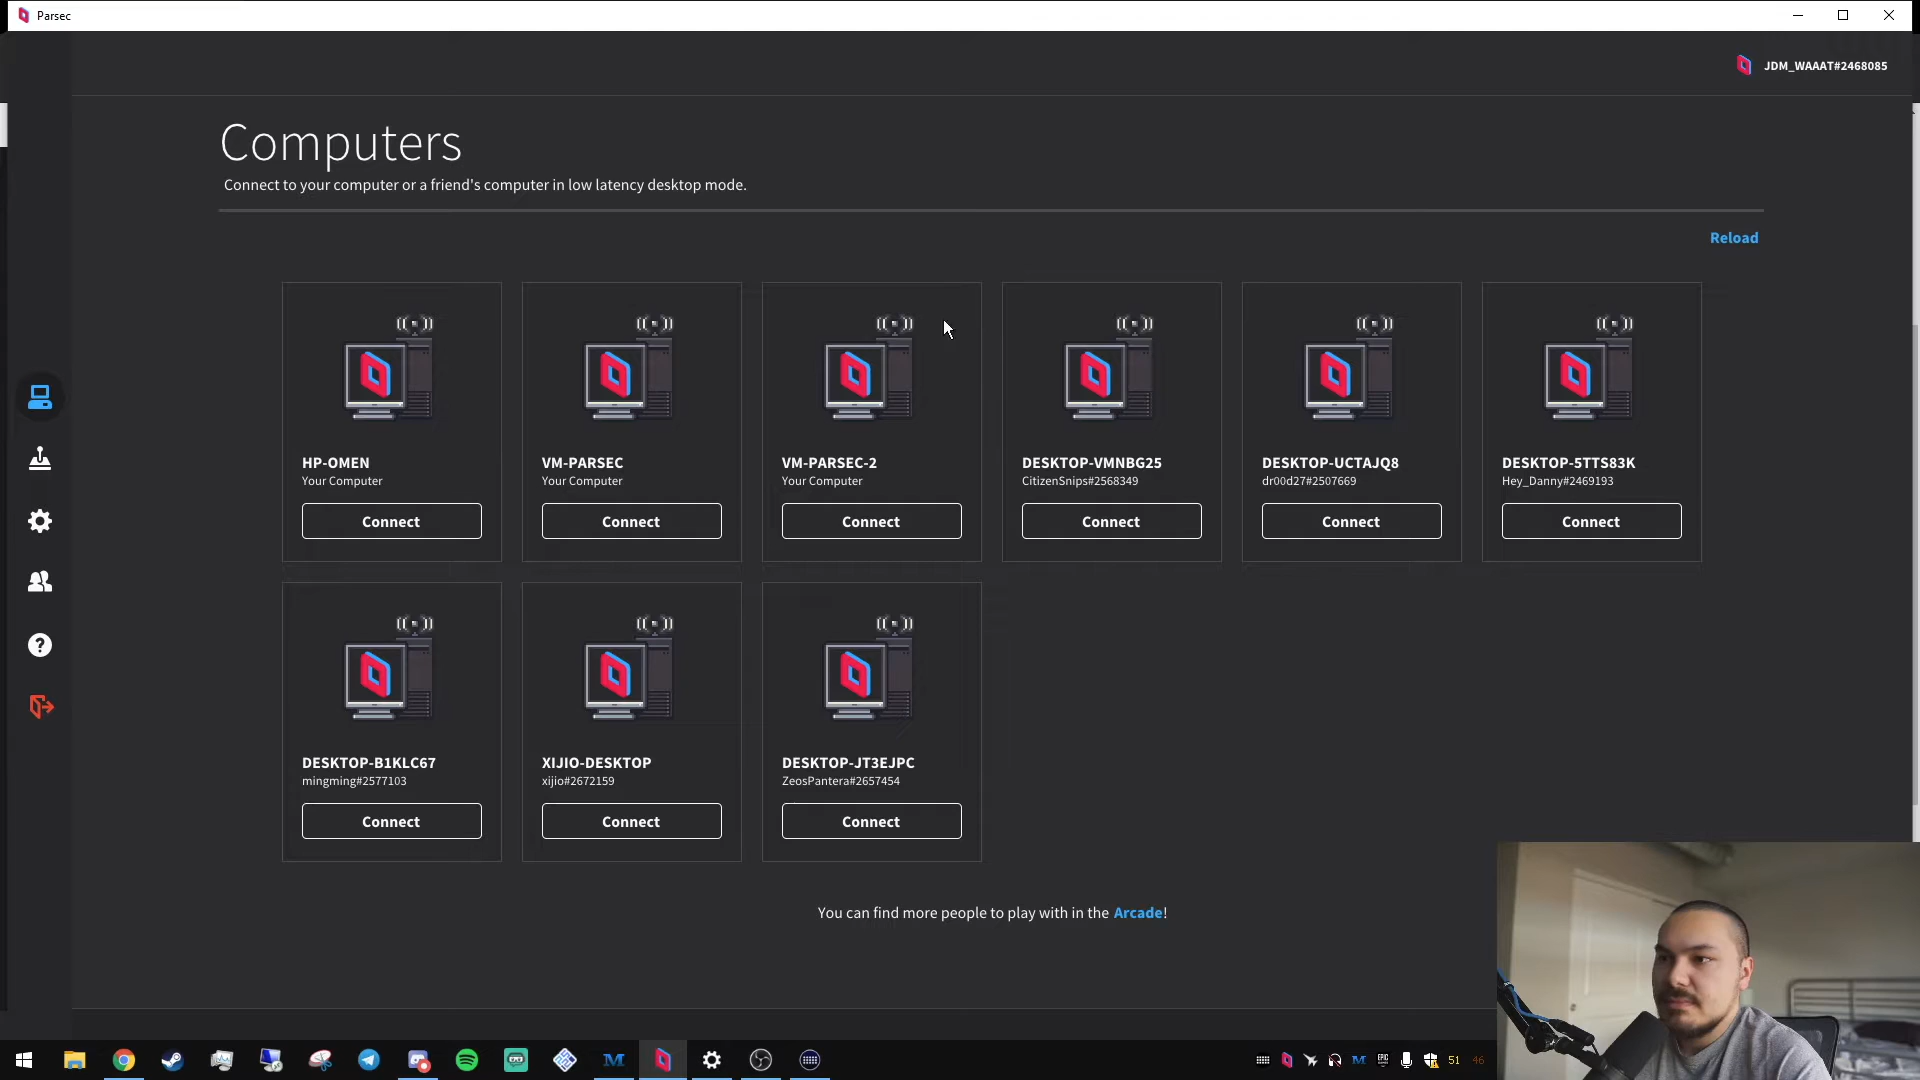 Parsec
JDM_WAAAT#2468085
Computers
Connect to your computer or a friend's computer in low latency desktop mode.
Reload
HP-OMEN
Your Computer
Connect
VM-PARSEC
Your Computer
Connect
VM-PARSEC-2
Your Computer
Connect
DESKTOP-VMNBG25
CitizenSnips#2568349
Connect
DESKTOP-UCTAJQ8
dr00d27#2507669
Connect
DESKTOP-5TTS83K
Hey_Danny#2469193
Connect
DESKTOP-B1KLC67
mingming#2577103
Connect
XIJIO-DESKTOP
xijio#2672159
Connect
DESKTOP-JT3EJPC
ZeosPantera#2657454
Connect
You can find more people to play with in the Arcade!
EPIC
51
46